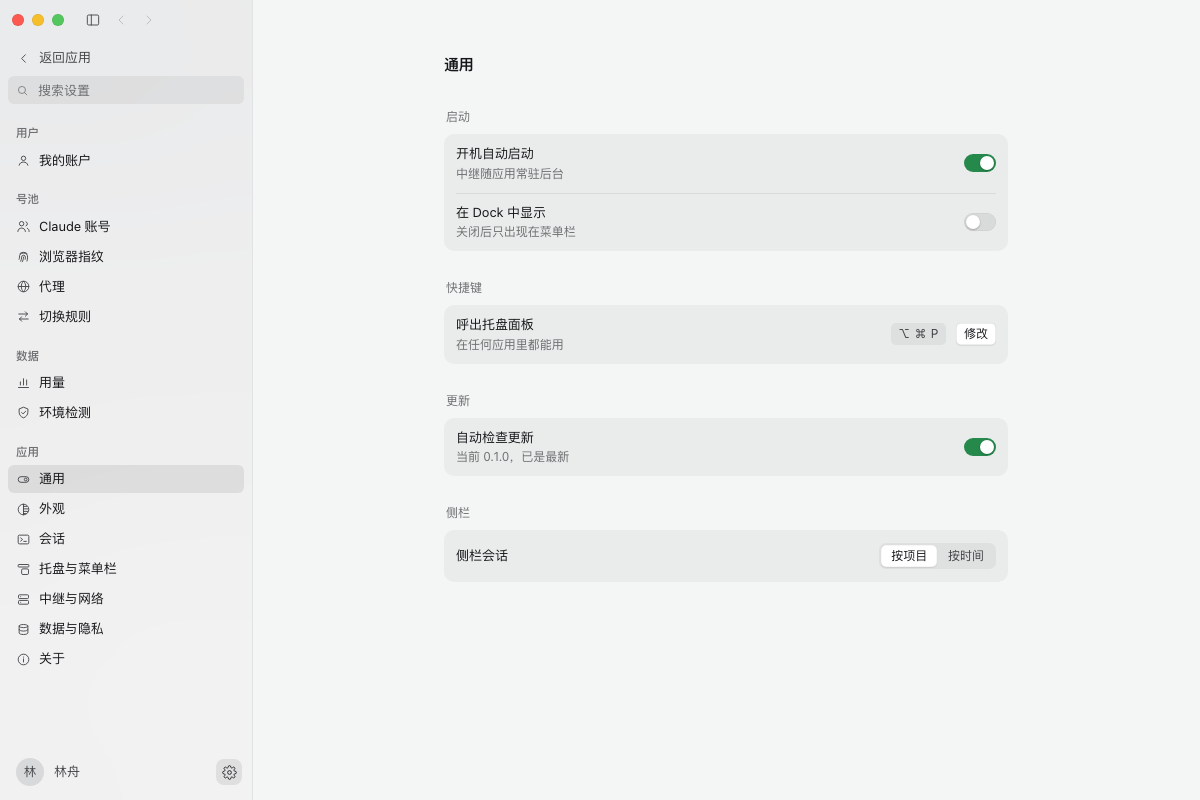 返回应用
搜索设置
用户
我的账户
号池
Claude 账号
浏览器指纹
代理
切换规则
数据
用量
环境检测
应用
通用
外观
会话
托盘与菜单栏
中继与网络
数据与隐私
关于
林 林舟
通用
启动
开机自动启动
中继随应用常驻后台
在 Dock 中显示
关闭后只出现在菜单栏
快捷键
呼出托盘面板
在任何应用里都能用
⌥ ⌘ P 修改
更新
自动检查更新
当前 0.1.0，已是最新
侧栏
侧栏会话 按项目 按时间